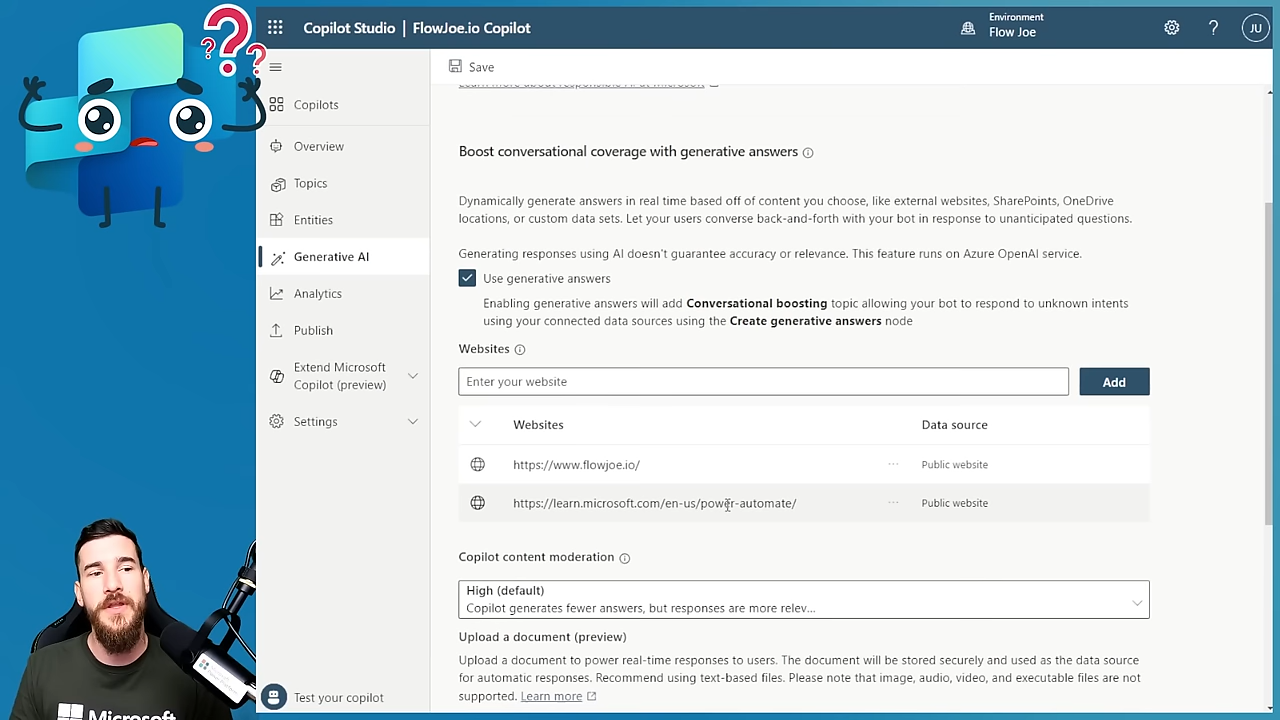 Copilot Studio | FlowJoe.io Copilot
Environment
Flow Joe
?
JU
Save
Learn more about responsible AI at Microsoft
Copilots
Overview
Topics
Entities
Generative AI
Analytics
Publish
Extend Microsoft
Copilot (preview)
Settings
Test your copilot
Boost conversational coverage with generative answers
Dynamically generate answers in real time based off of content you choose, like external websites, SharePoints, OneDrive
locations, or custom data sets. Let your users converse back-and-forth with your bot in response to unanticipated questions.
Generating responses using AI doesn't guarantee accuracy or relevance. This feature runs on Azure OpenAI service.
Use generative answers
Enabling generative answers will add Conversational boosting topic allowing your bot to respond to unknown intents
using your connected data sources using the Create generative answers node
Websites
Enter your website
Add
Websites Data source
https://www.flowjoe.io/ ... Public website
https://learn.microsoft.com/en-us/power-automate/ ... Public website
Copilot content moderation
High (default)
Copilot generates fewer answers, but responses are more relev...
Upload a document (preview)
Upload a document to power real-time responses to users. The document will be stored securely and used as the data source
for automatic responses. Recommend using text-based files. Please note that image, audio, video, and executable files are not
supported. Learn more
???
Microsoft